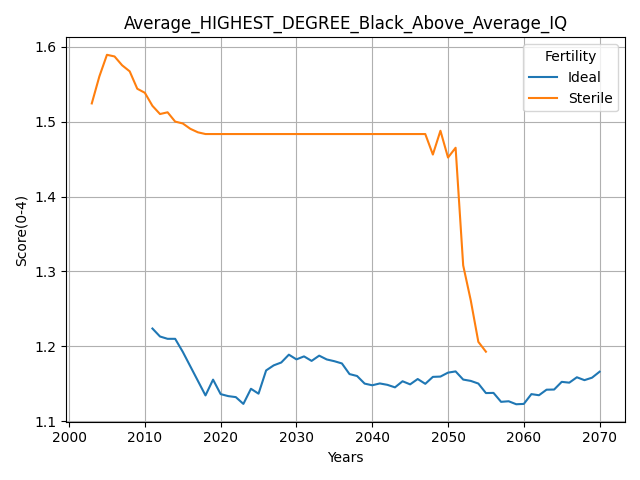 Average_HIGHEST_DEGREE_Black_Above_Average_IQ
Fertility
Ideal
Sterile
Score(0-4)
1.6
1.5
1.4
1.3
1.2
1.1
2000 2010 2020 2030 2040 2050 2060 2070
Years